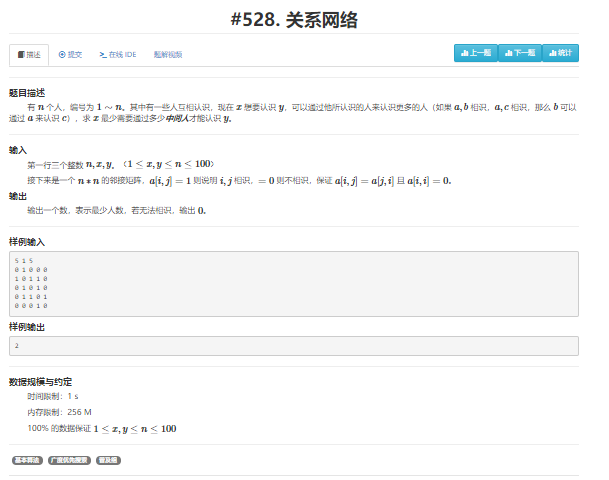 #528. 关系网络
描述 提交 >_ 在线 IDE 题解视频 上一题 下一题 统计
题目描述
有 n 个人，编号为 1 ∼ n。其中有一些人互相认识，现在 x 想要认识 y，可以通过他所认识的人来认识更多的人（如果 a, b 相识，a, c 相识，那么 b 可以
通过 a 来认识 c），求 x 最少需要通过多少中间人才能认识 y。
输入
第一行三个整数 n, x, y。（1 ≤ x, y ≤ n ≤ 100）
接下来是一个 n ∗ n 的邻接矩阵，a[i, j] = 1 则说明 i, j 相识，= 0 则不相识，保证 a[i, j] = a[j, i] 且 a[i, i] = 0。
输出
输出一个数，表示最少人数，若无法相识，输出 0。
样例输入
5 1 5
0 1 0 0 0
1 0 1 1 0
0 1 0 1 0
0 1 1 0 1
0 0 0 1 0
样例输出
2
数据规模与约定
时间限制：1 s
内存限制：256 M
100% 的数据保证 1 ≤ x, y ≤ n ≤ 100
基本算法 广度优先搜索 普及组